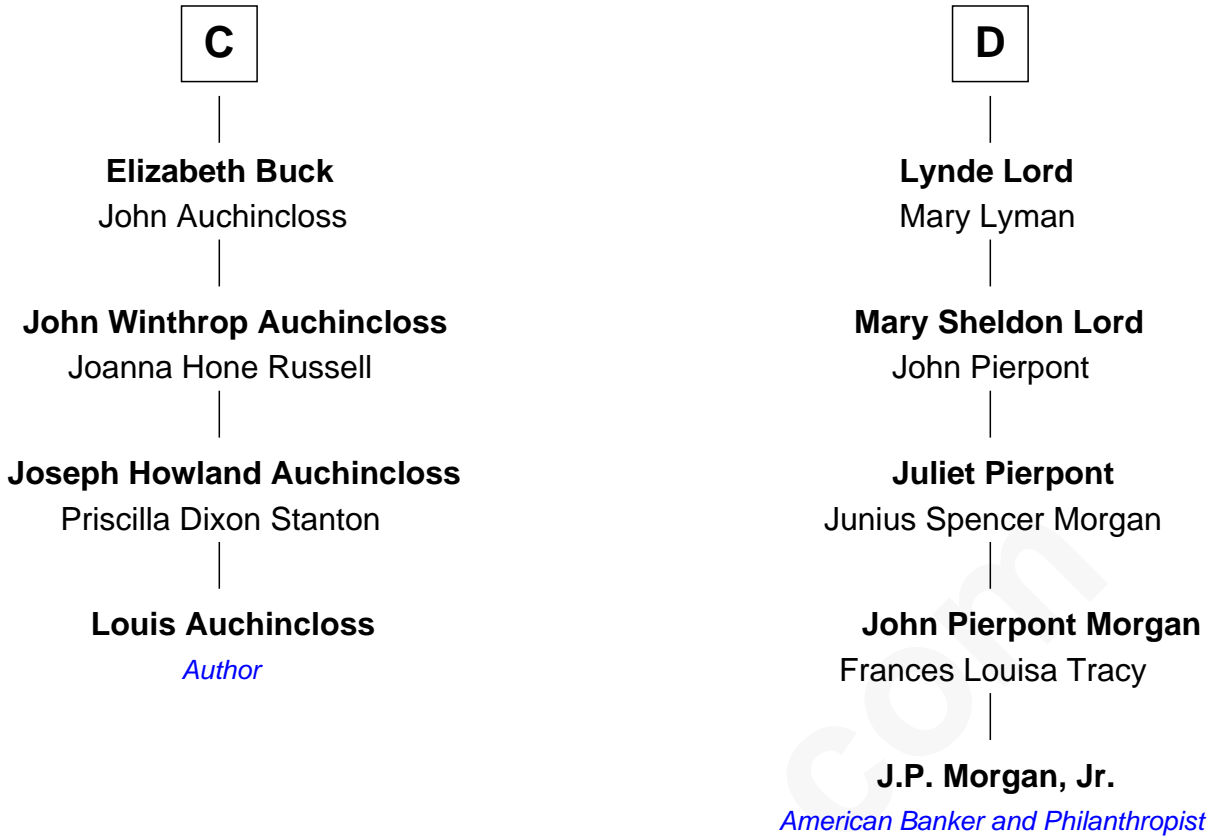 C
Elizabeth Buck
John Auchincloss
John Winthrop Auchincloss
Joanna Hone Russell
Joseph Howland Auchincloss
Priscilla Dixon Stanton
Louis Auchincloss
Author
D
Lynde Lord
Mary Lyman
Mary Sheldon Lord
John Pierpont
Juliet Pierpont
Junius Spencer Morgan
John Pierpont Morgan
Frances Louisa Tracy
J.P. Morgan, Jr.
American Banker and Philanthropist
com